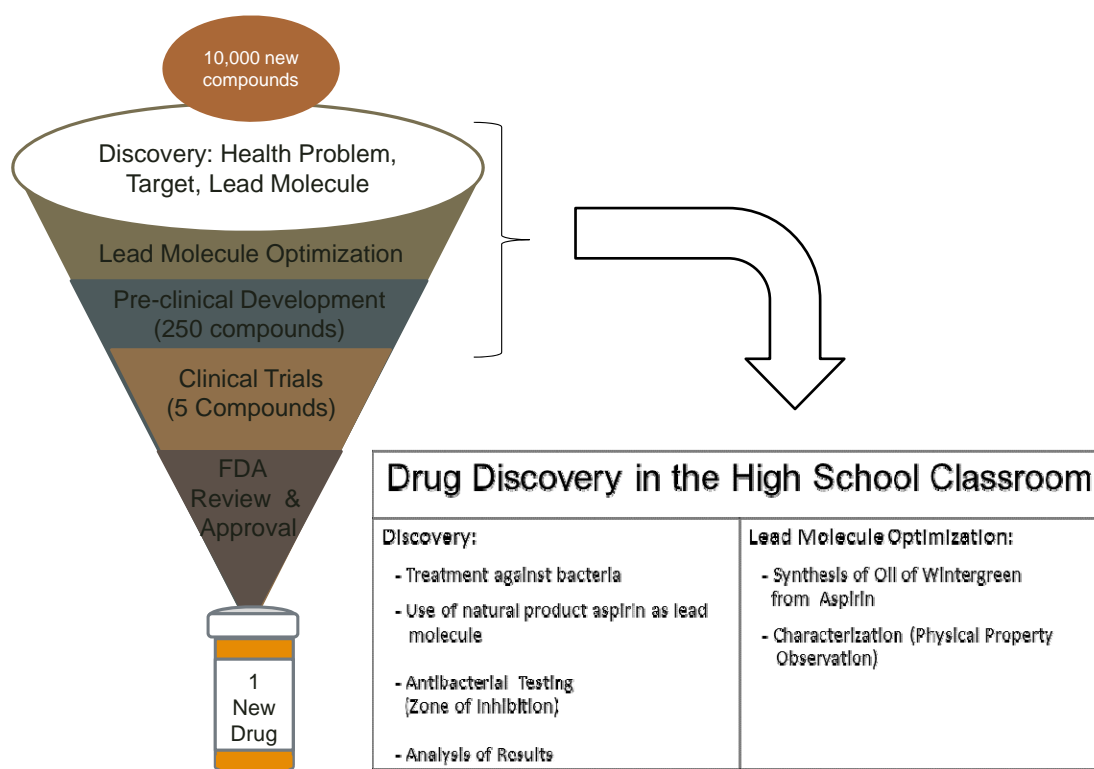 10,000 new
compounds
Discovery: Health Problem,
Target, Lead Molecule
Lead Molecule Optimization
Pre-clinical Development
(250 compounds)
Clinical Trials
(5 Compounds)
FDA
Review &
Approval
1
New
Drug
Drug Discovery in the High School Classroom
Discovery:
- Treatment against bacteria
- Use of natural product aspirin as lead
molecule
- Antibacterial Testing
(Zone of Inhibition)
- Analysis of Results
Lead Molecule Optimization:
- Synthesis of Oil of Wintergreen
from Aspirin
- Characterization (Physical Property
Observation)